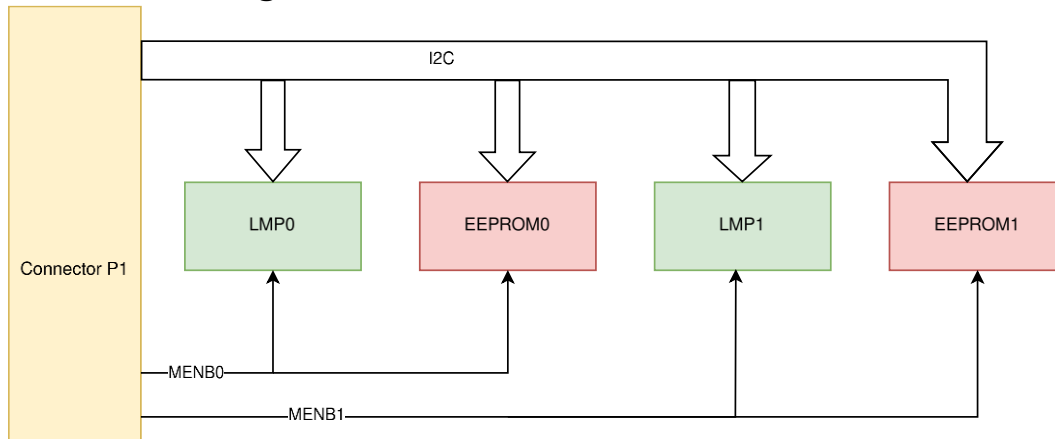 I2C
LMP0
EEPROM0
LMP1
EEPROM1
Connector P1
MENB0
MENB1